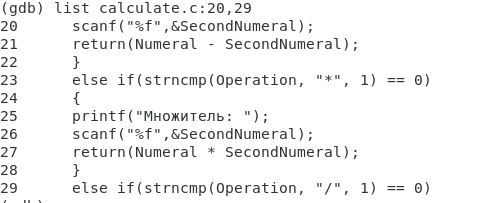 (gdb) list calculate.c:20,29
20      scanf("%f",&SecondNumeral);
21      return(Numeral - SecondNumeral);
22      }
23      else if(strncmp(Operation, "*", 1) == 0)
24      {
25      printf("Множитель: ");
26      scanf("%f",&SecondNumeral);
27      return(Numeral * SecondNumeral);
28      }
29      else if(strncmp(Operation, "/", 1) == 0)